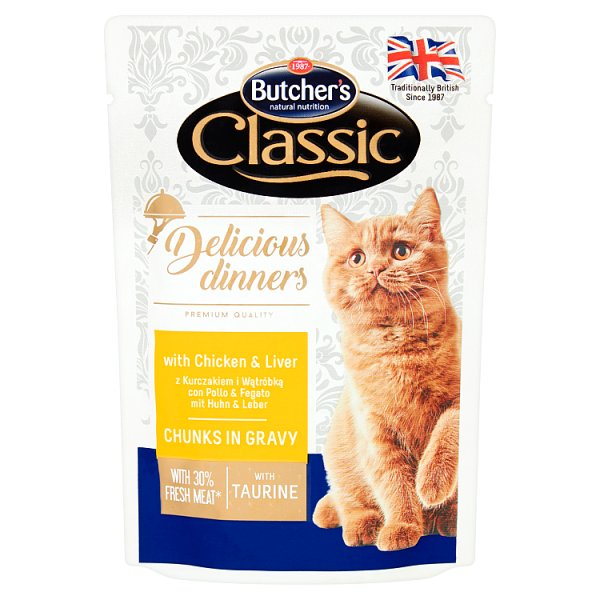 1987
Butcher's
natural nutrition
Classic
Traditionally British
Since 1987
Delicious
dinners
PREMIUM QUALITY
with Chicken & Liver
z Kurczakiem i Wątróbką
con Pollo & Fegato
mit Huhn & Leber
CHUNKS IN GRAVY
WITH 30%
FRESH MEAT*
WITH
TAURINE